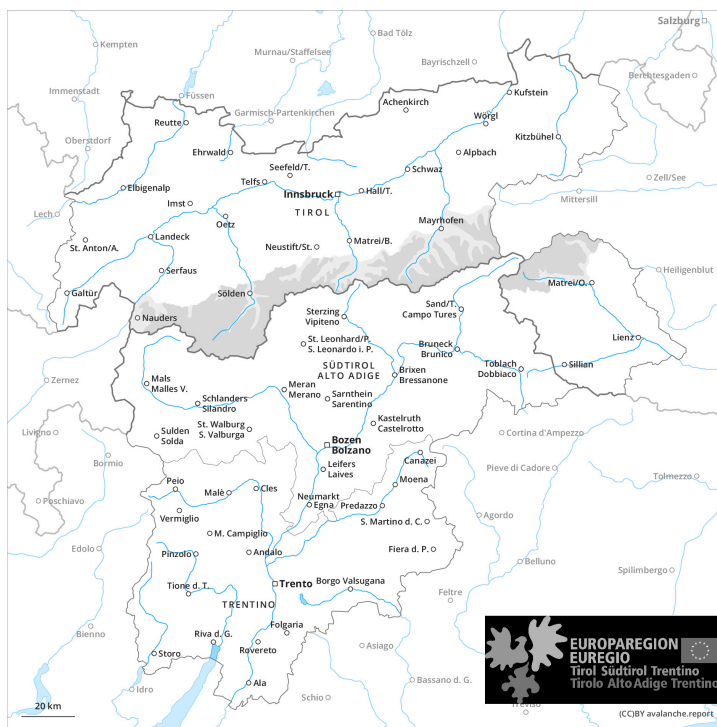 Salzburg
Kempten
Bad Tölz
Murnau/Staffelsee
Bayrischzell
Berchtesgaden
Immenstadt
Füssen
Kufstein
Garmisch-Partenkirchen
Achenkirch
Reutte
Wörgl
Oberstdorf
Kitzbühel
Ehrwald
Alpbach
Seefeld/T.
Schwaz
Telfs
Zell/See
Elbigenalp
Innsbruck
Hall/T.
Mittersill
Imst
TIROL
Lech
Oetz
Mayrhofen
Landeck
Matrei/B.
St. Anton/A.
Neustift/St.
Serfaus
Heiligenblut
Galtür
Sölden
Matrei/O.
Sand/T.
Campo Tures
Nauders
Sterzing
Vipiteno
Lienz
St. Leonhard/P.
S. Leonardo i. P.
Bruneck
Brunico
SÜDTIROL
ALTO ADIGE
Toblach
Dobbiaco
Sillian
Brixen
Bressanone
Zernez
Mals
Malles V.
Meran
Merano
Schlanders
Silandro
Sarnthein
Sarentino
St. Walburg
S. Valburga
Kastelruth
Castelrotto
Livigno
Sulden
Solda
Cortina d'Ampezzo
Bozen
Bolzano
Bormio
Canazei
Pieve di Cadore
Leifers
Laives
Tolmezzo
Peio
Moena
Malè
Cles
Neumarkt
Egna
Poschiavo
Predazzo
Vermiglio
Agordo
S. Martino d. C.
M. Campiglio
Edolo
Pinzolo
Andalo
Fiera d. P.
Belluno
Spilimbergo
Tione d. T.
Trento
Borgo Valsugana
Feltre
TRENTINO
Bienno
Folgaria
Riva d. G.
Rovereto
Asiago
Storo
EUROPAREGION
EUREGIO
Tirol Südtirol Trentino
Tirolo Alto Adige Trentino
Ala
Bassano d. G.
Idro
Schio
Treviso
20 km
(CC)BY avalanche.report